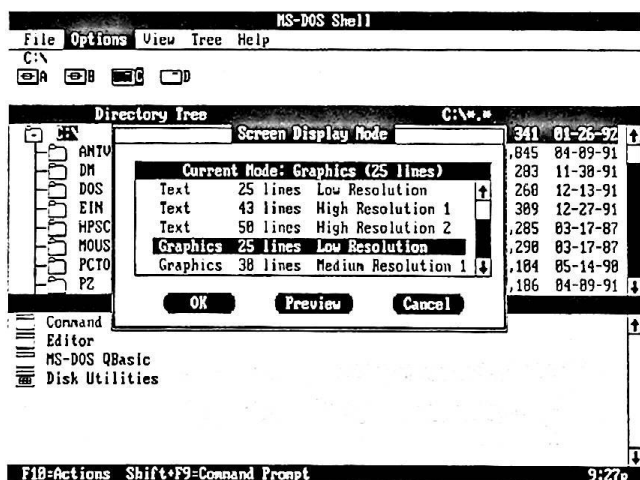 MS-DOS Shell
File Options View Tree Help
C:\
A B C D
Directory Tree C:\*.*
C:\ Screen Display Mode 341 01-26-92
ANTV ,845 04-09-91
Current Mode: Graphics (25 lines)
DM 283 11-30-91
Text 25 lines Low Resolution
DOS 268 12-13-91
Text 43 lines High Resolution 1
EIN 309 12-27-91
Text 50 lines High Resolution 2
HPSC ,285 03-17-87
Graphics 25 lines Low Resolution
MOUS ,290 03-17-87
Graphics 30 lines Medium Resolution 1
PCTO ,104 05-14-90
PZ ,186 04-09-91
OK Preview Cancel
Command
Editor
MS-DOS QBasic
Disk Utilities
F10=Actions Shift+F9=Command Prompt 9:27p